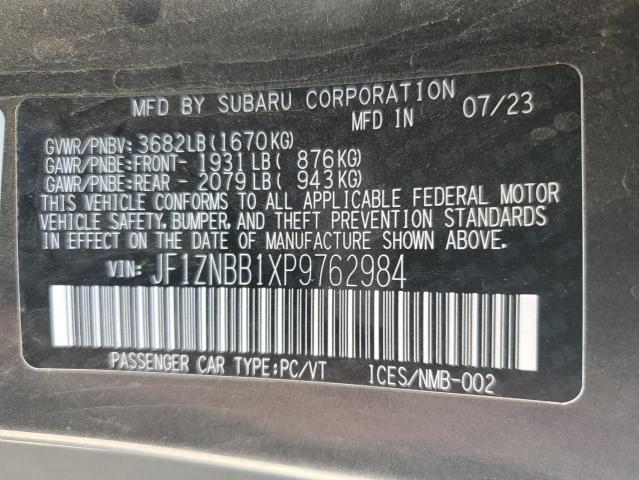 MFD BY SUBARU CORPORATION
MFD IN 07/23
GVWR/PNBV: 3682LB(1670KG)
GAWR/PNBE:FRONT- 1931LB( 876KG)
GAWR/PNBE:REAR - 2079LB( 943KG)
THIS VEHICLE CONFORMS TO ALL APPLICABLE FEDERAL MOTOR
VEHICLE SAFETY, BUMPER, AND THEFT PREVENTION STANDARDS
IN EFFECT ON THE DATE OF MANUFACTURE SHOWN ABOVE.
VIN: JF1ZNBB1XP9762984
PASSENGER CAR TYPE:PC/VT ICES/NMB-002